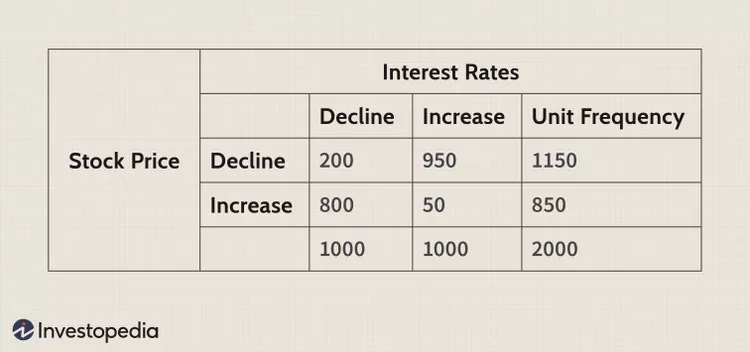 Interest Rates
Decline Increase Unit Frequency
Stock Price Decline 200 950 1150
Increase 800 50 850
1000 1000 2000
Investopedia